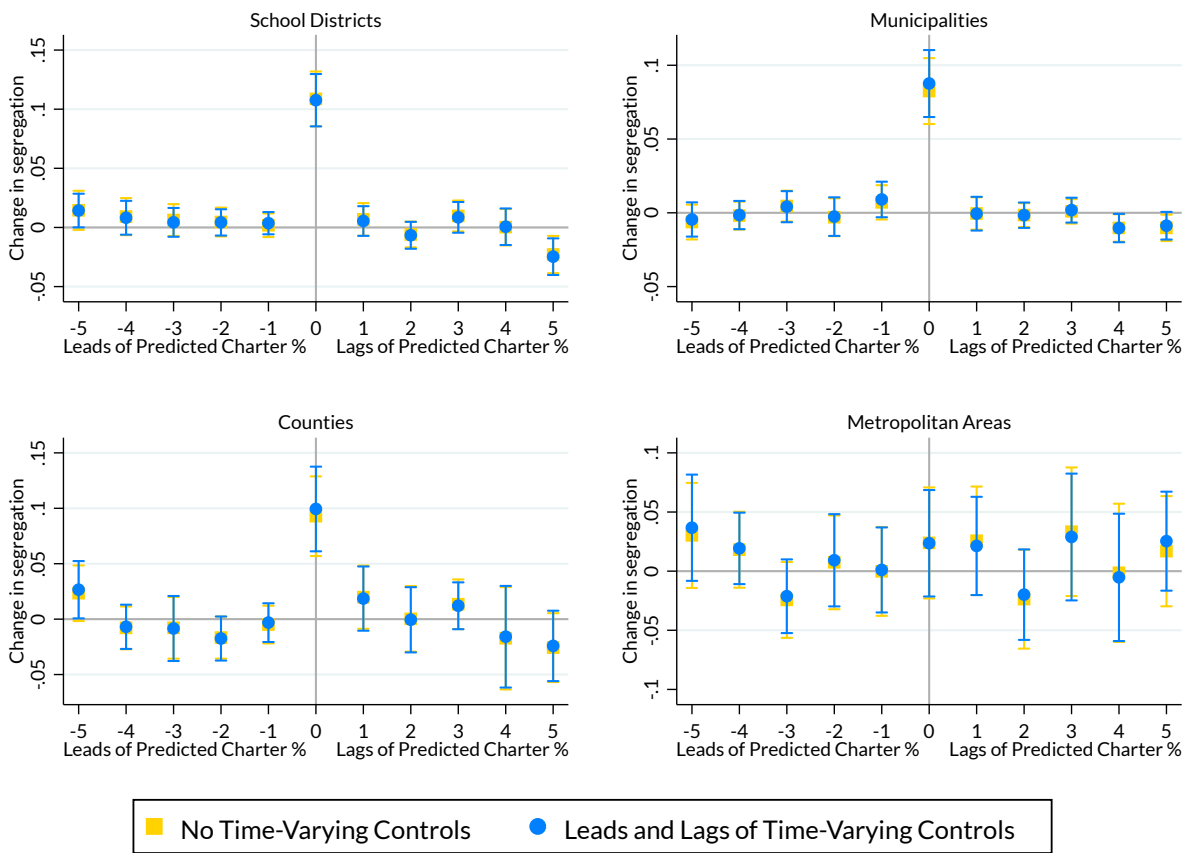 School Districts
Change in segregation
.15
.1
.05
0
-.05
-5 -4 -3 -2 -1 0 1 2 3 4 5
Leads of Predicted Charter % Lags of Predicted Charter %
Municipalities
Change in segregation
.1
.05
0
-.05
-5 -4 -3 -2 -1 0 1 2 3 4 5
Leads of Predicted Charter % Lags of Predicted Charter %
Counties
Change in segregation
.15
.1
.05
0
-.05
-5 -4 -3 -2 -1 0 1 2 3 4 5
Leads of Predicted Charter % Lags of Predicted Charter %
Metropolitan Areas
Change in segregation
.1
.05
0
-.05
-.1
-5 -4 -3 -2 -1 0 1 2 3 4 5
Leads of Predicted Charter % Lags of Predicted Charter %
No Time-Varying Controls Leads and Lags of Time-Varying Controls